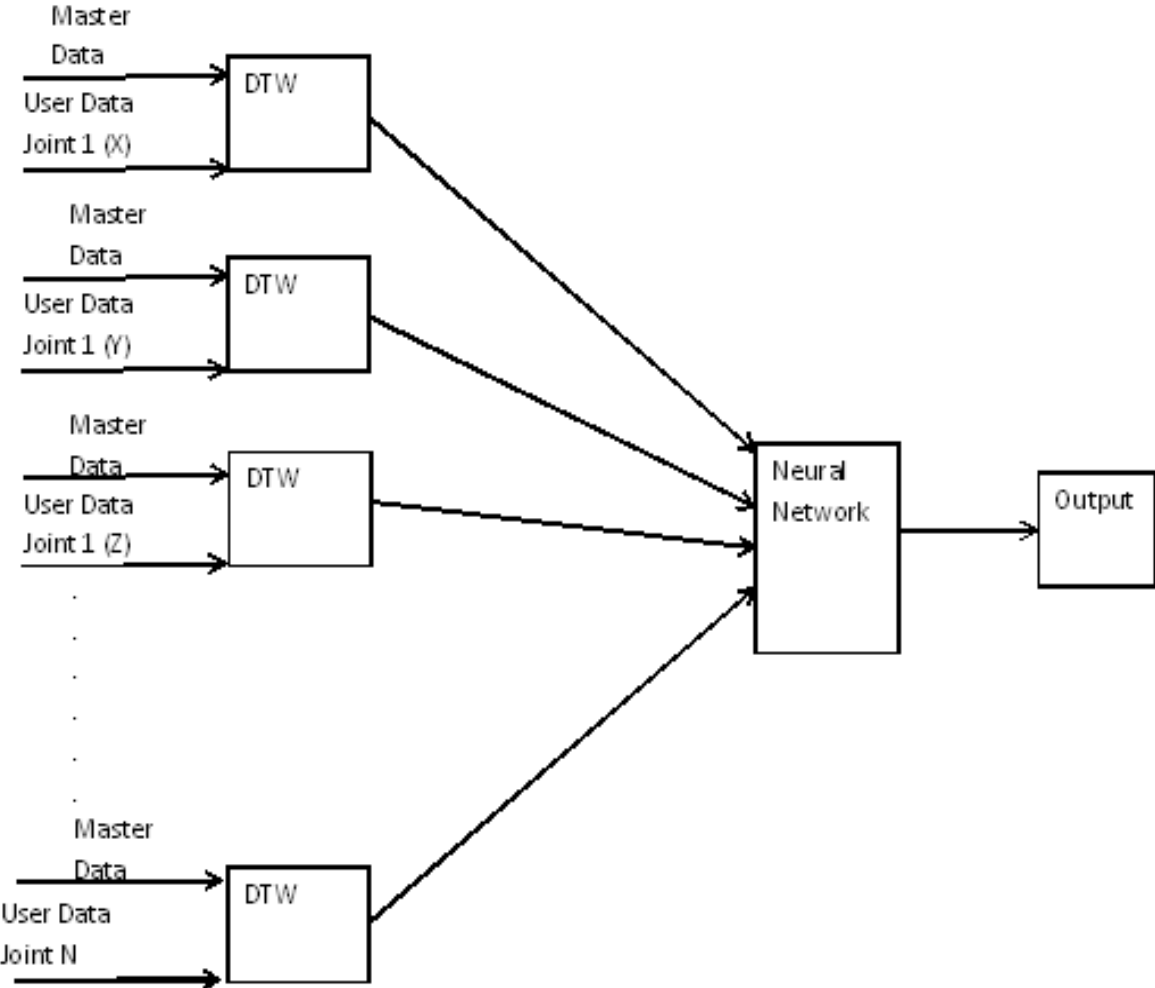 Master
Data
DTW
User Data
Joint 1 (X)
Master
Data
DTW
User Data
Joint 1 (Y)
Master
Data
DTW
User Data
Joint 1 (Z)
Neural
Network
Output
.
.
.
.
.
.
Master
Data
DTW
User Data
Joint N